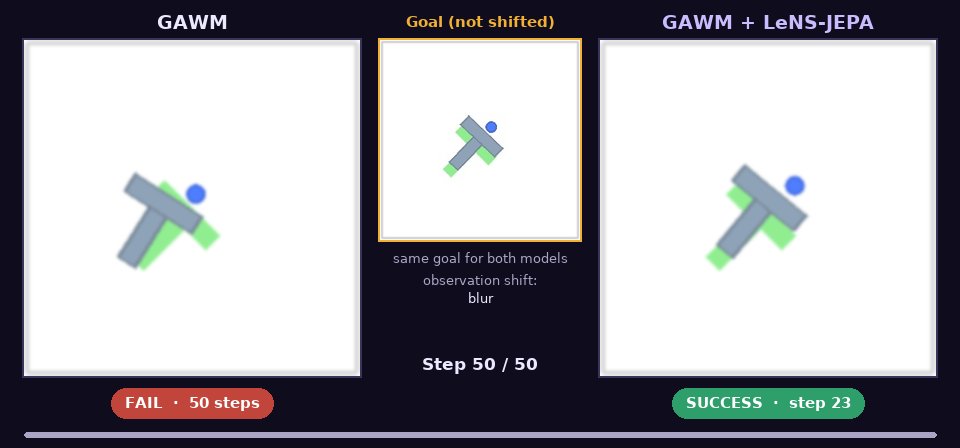 GAWM
Goal (not shifted)
GAWM + LeNS-JEPA
same goal for both models
observation shift:
blur
Step 50 / 50
FAIL · 50 steps
SUCCESS · step 23